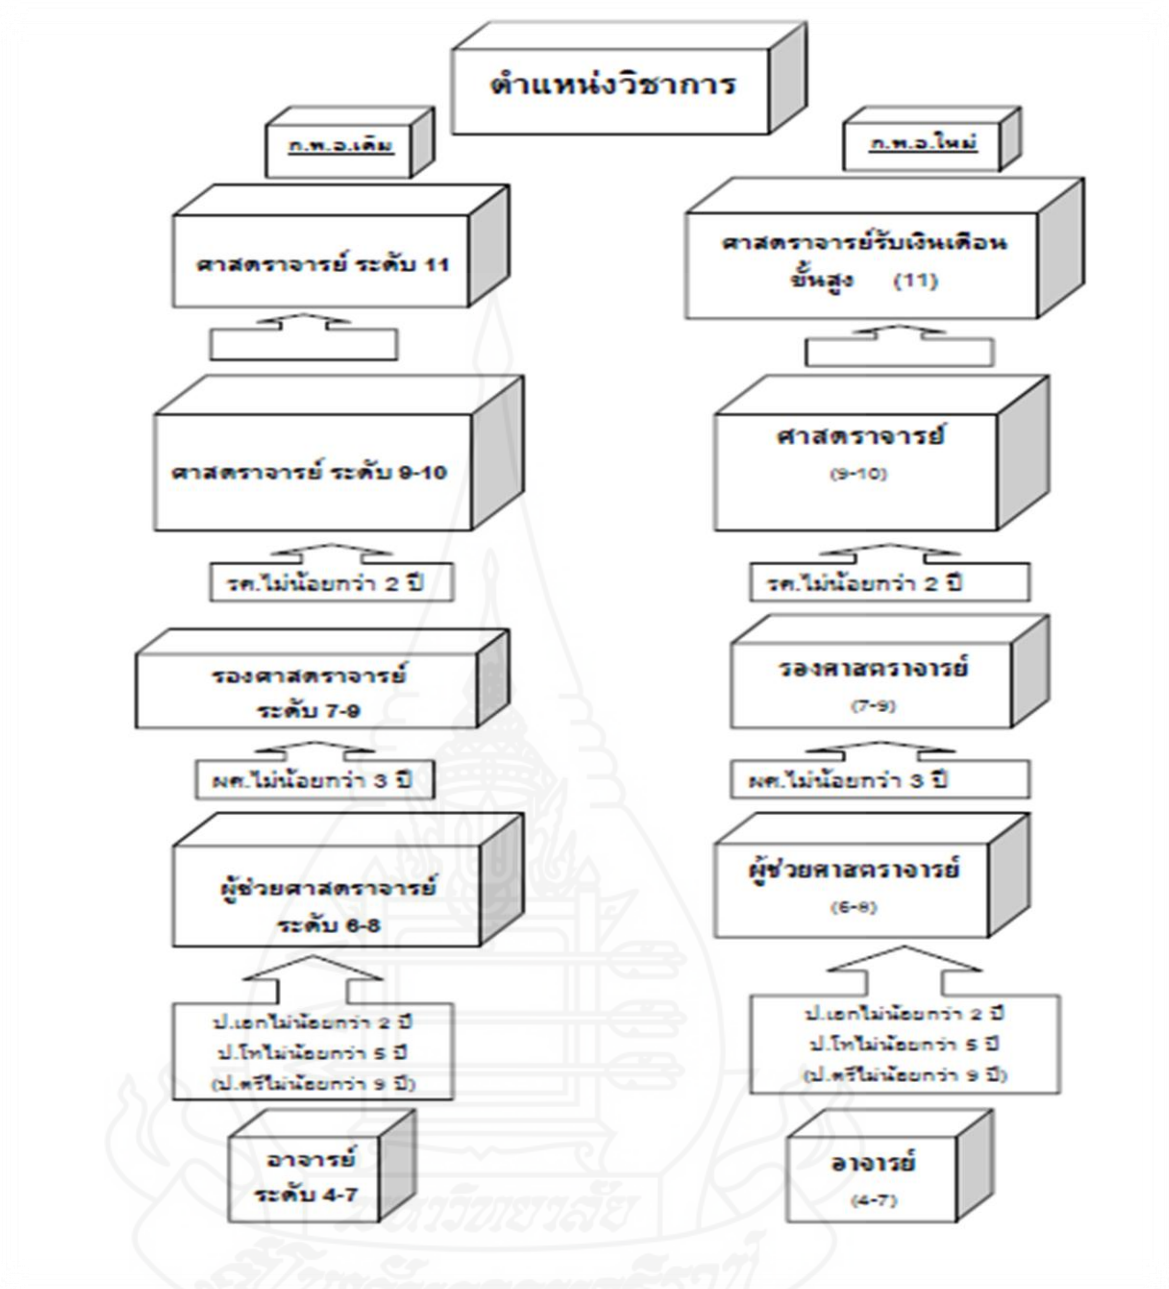 ตำแหน่งวิชาการ
ก.พ.อ.เดิม
ศาสตราจารย์ ระดับ 11
ศาสตราจารย์ ระดับ 9-10
รศ.ไม่น้อยกว่า 2 ปี
รองศาสตราจารย์
ระดับ 7-9
ผศ.ไม่น้อยกว่า 3 ปี
ผู้ช่วยศาสตราจารย์
ระดับ 6-8
ป.เอกไม่น้อยกว่า 2 ปี
ป.โทไม่น้อยกว่า 5 ปี
(ป.ตรีไม่น้อยกว่า 9 ปี)
อาจารย์
ระดับ 4-7
ก.พ.อ.ใหม่
ศาสตราจารย์รับเงินเดือน
ขั้นสูง (11)
ศาสตราจารย์
(9-10)
รศ.ไม่น้อยกว่า 2 ปี
รองศาสตราจารย์
(7-9)
ผศ.ไม่น้อยกว่า 3 ปี
ผู้ช่วยศาสตราจารย์
(6-8)
ป.เอกไม่น้อยกว่า 2 ปี
ป.โทไม่น้อยกว่า 5 ปี
(ป.ตรีไม่น้อยกว่า 9 ปี)
อาจารย์
(4-7)
มหาวิทยาลัย